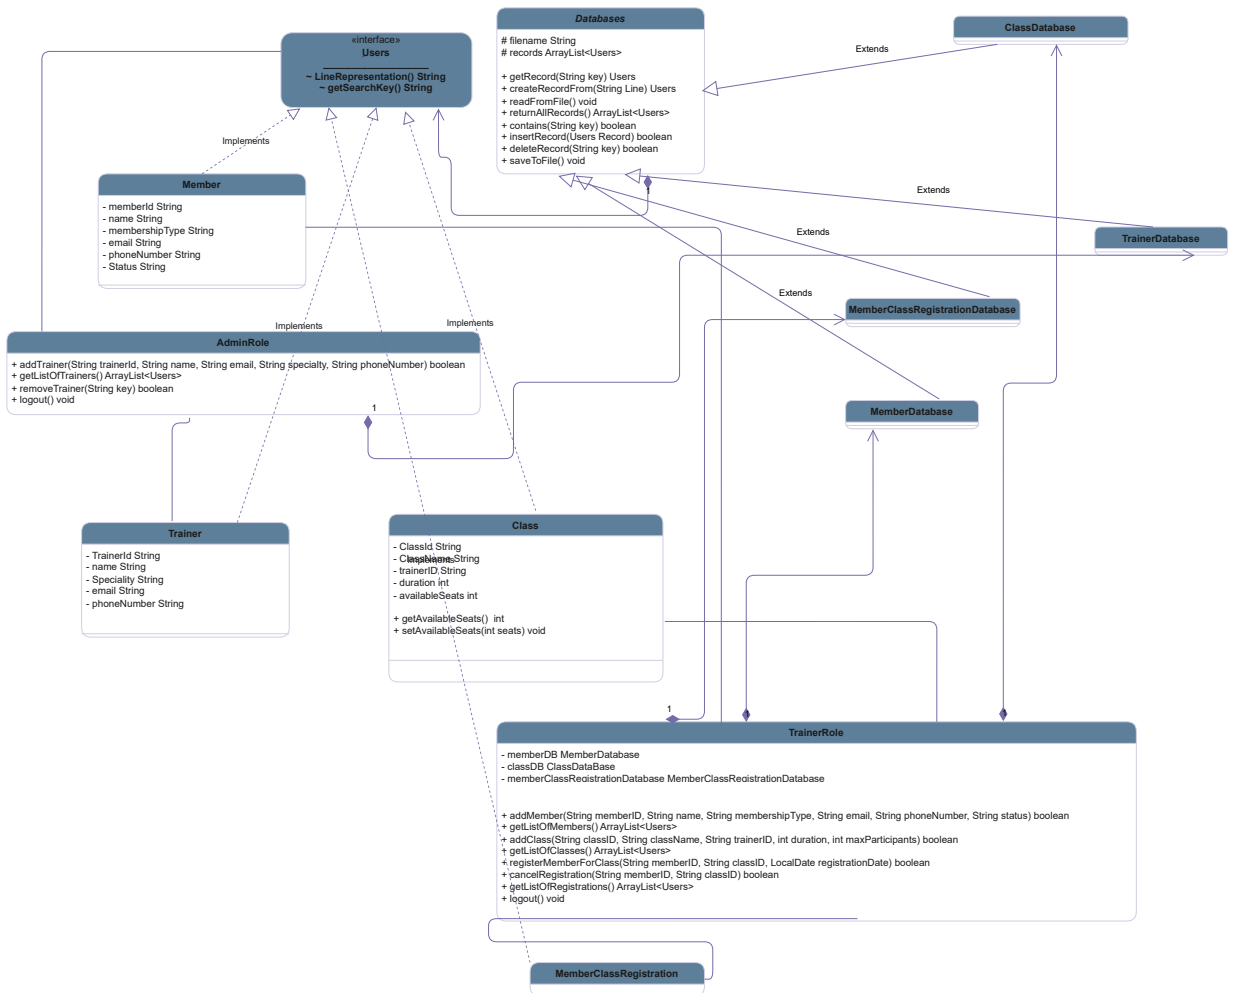 «interface»
Users
~ LineRepresentation() String
~ getSearchKey() String
Databases
# filename String
# records ArrayList<Users>
+ getRecord(String key) Users
+ createRecordFrom(String Line) Users
+ readFromFile() void
+ returnAllRecords() ArrayList<Users>
+ contains(String key) boolean
+ insertRecord(Users Record) boolean
+ deleteRecord(String key) boolean
+ saveToFile() void
1
ClassDatabase
Extends
Implements
Member
- memberId String
- name String
- membershipType String
- email String
- phoneNumber String
- Status String
Extends
TrainerDatabase
Extends
MemberClassRegistrationDatabase
Extends
MemberDatabase
Implements
Implements
AdminRole
+ addTrainer(String trainerId, String name, String email, String specialty, String phoneNumber) boolean
+ getListOfTrainers() ArrayList<Users>
+ removeTrainer(String key) boolean
+ logout() void
1
Trainer
- TrainerId String
- name String
- Speciality String
- email String
- phoneNumber String
Class
- ClassId String
- ClassName String
Implements
- trainerID String
- duration int
- availableSeats int
+ getAvailableSeats() int
+ setAvailableSeats(int seats) void
1
1
1
TrainerRole
- memberDB MemberDatabase
- classDB ClassDataBase
- memberClassRegistrationDatabase MemberClassRegistrationDatabase
+ addMember(String memberID, String name, String membershipType, String email, String phoneNumber, String status) boolean
+ getListOfMembers() ArrayList<Users>
+ addClass(String classID, String className, String trainerID, int duration, int maxParticipants) boolean
+ getListOfClasses() ArrayList<Users>
+ registerMemberForClass(String memberID, String classID, LocalDate registrationDate) boolean
+ cancelRegistration(String memberID, String classID) boolean
+ getListOfRegistrations() ArrayList<Users>
+ logout() void
MemberClassRegistration